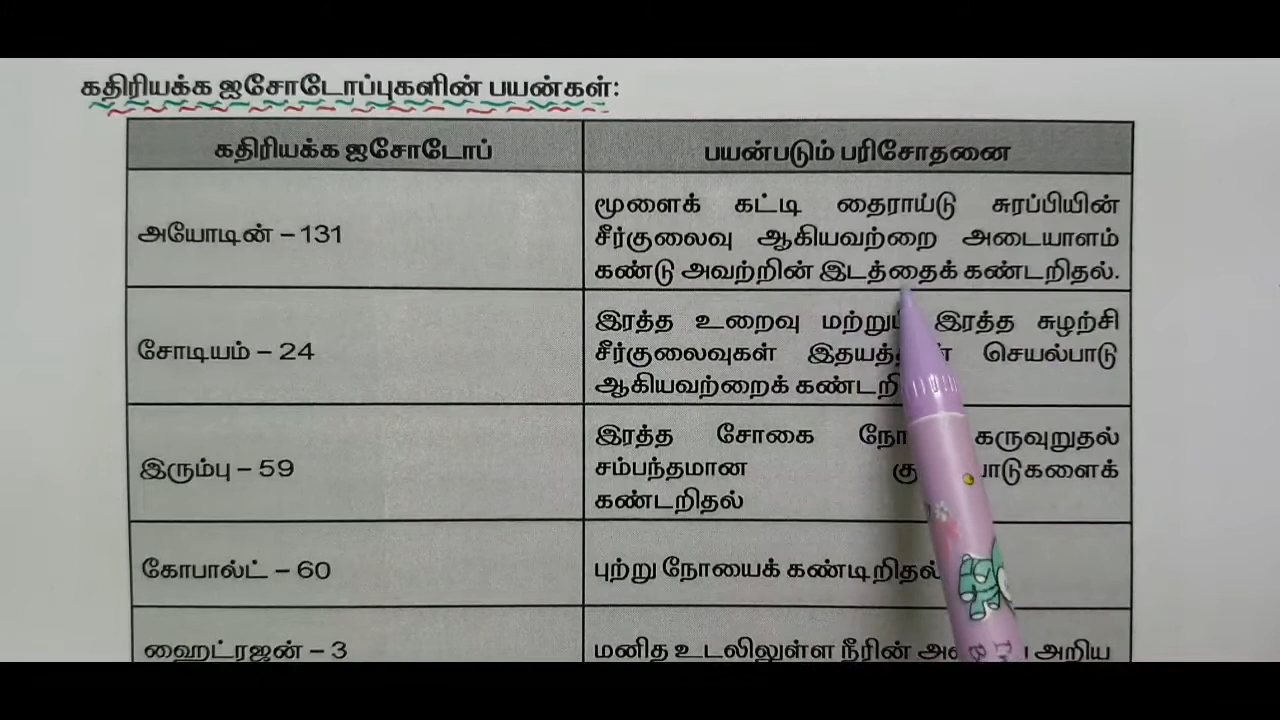 கதிரியக்க ஐசோடோப்புகளின் பயன்கள்:
கதிரியக்க ஐசோடோப்
பயன்படும் பரிசோதனை
அயோடின் – 131
மூளைக் கட்டி தைராய்டு சுரப்பியின்
சீர்குலைவு ஆகியவற்றை அடையாளம்
கண்டு அவற்றின் இடத்தைக் கண்டறிதல்.
சோடியம் – 24
இரத்த உறைவு மற்றும் இரத்த சுழற்சி
சீர்குலைவுகள் செயல்பாடு
ஆகியவற்றைக்
இரும்பு – 59
இரத்த சோகை கருவுறுதல்
சம்பந்தமான
கண்டறிதல்
கோபால்ட் – 60
புற்று நோயைக் கண்டிறிதல்
ஹைட்ரஜன் – 3
மனித உடலிலுள்ள நீரின் அறிய